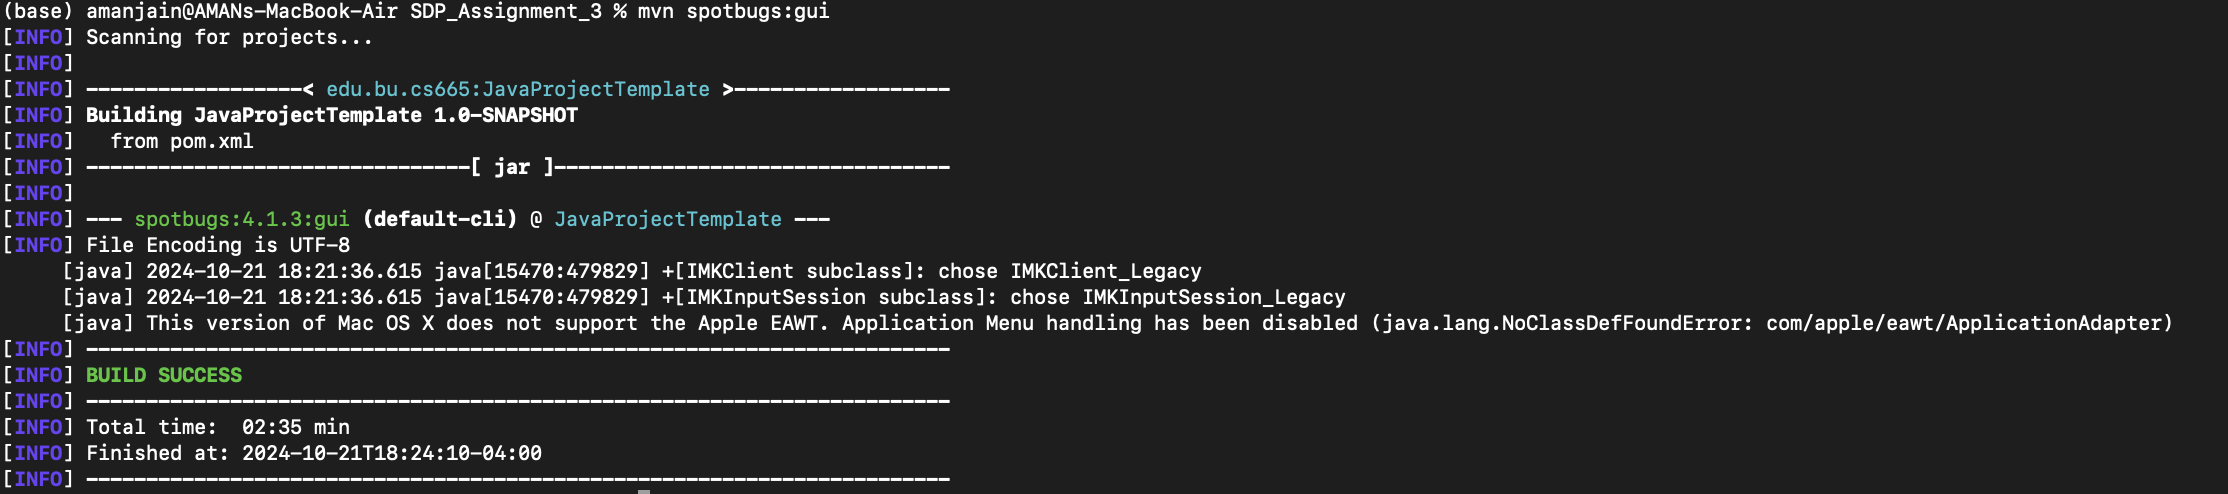 (base) amanjain@AMANs-MacBook-Air SDP_Assignment_3 % mvn spotbugs:gui
[INFO] Scanning for projects...
[INFO]
[INFO] ------------------< edu.bu.cs665:JavaProjectTemplate >------------------
[INFO] Building JavaProjectTemplate 1.0-SNAPSHOT
[INFO]   from pom.xml
[INFO] --------------------------------[ jar ]---------------------------------
[INFO]
[INFO] --- spotbugs:4.1.3:gui (default-cli) @ JavaProjectTemplate ---
[INFO] File Encoding is UTF-8
     [java] 2024-10-21 18:21:36.615 java[15470:479829] +[IMKClient subclass]: chose IMKClient_Legacy
     [java] 2024-10-21 18:21:36.615 java[15470:479829] +[IMKInputSession subclass]: chose IMKInputSession_Legacy
     [java] This version of Mac OS X does not support the Apple EAWT. Application Menu handling has been disabled (java.lang.NoClassDefFoundError: com/apple/eawt/ApplicationAdapter)
[INFO] ------------------------------------------------------------------------
[INFO] BUILD SUCCESS
[INFO] ------------------------------------------------------------------------
[INFO] Total time:  02:35 min
[INFO] Finished at: 2024-10-21T18:24:10-04:00
[INFO] ------------------------------------------------------------------------